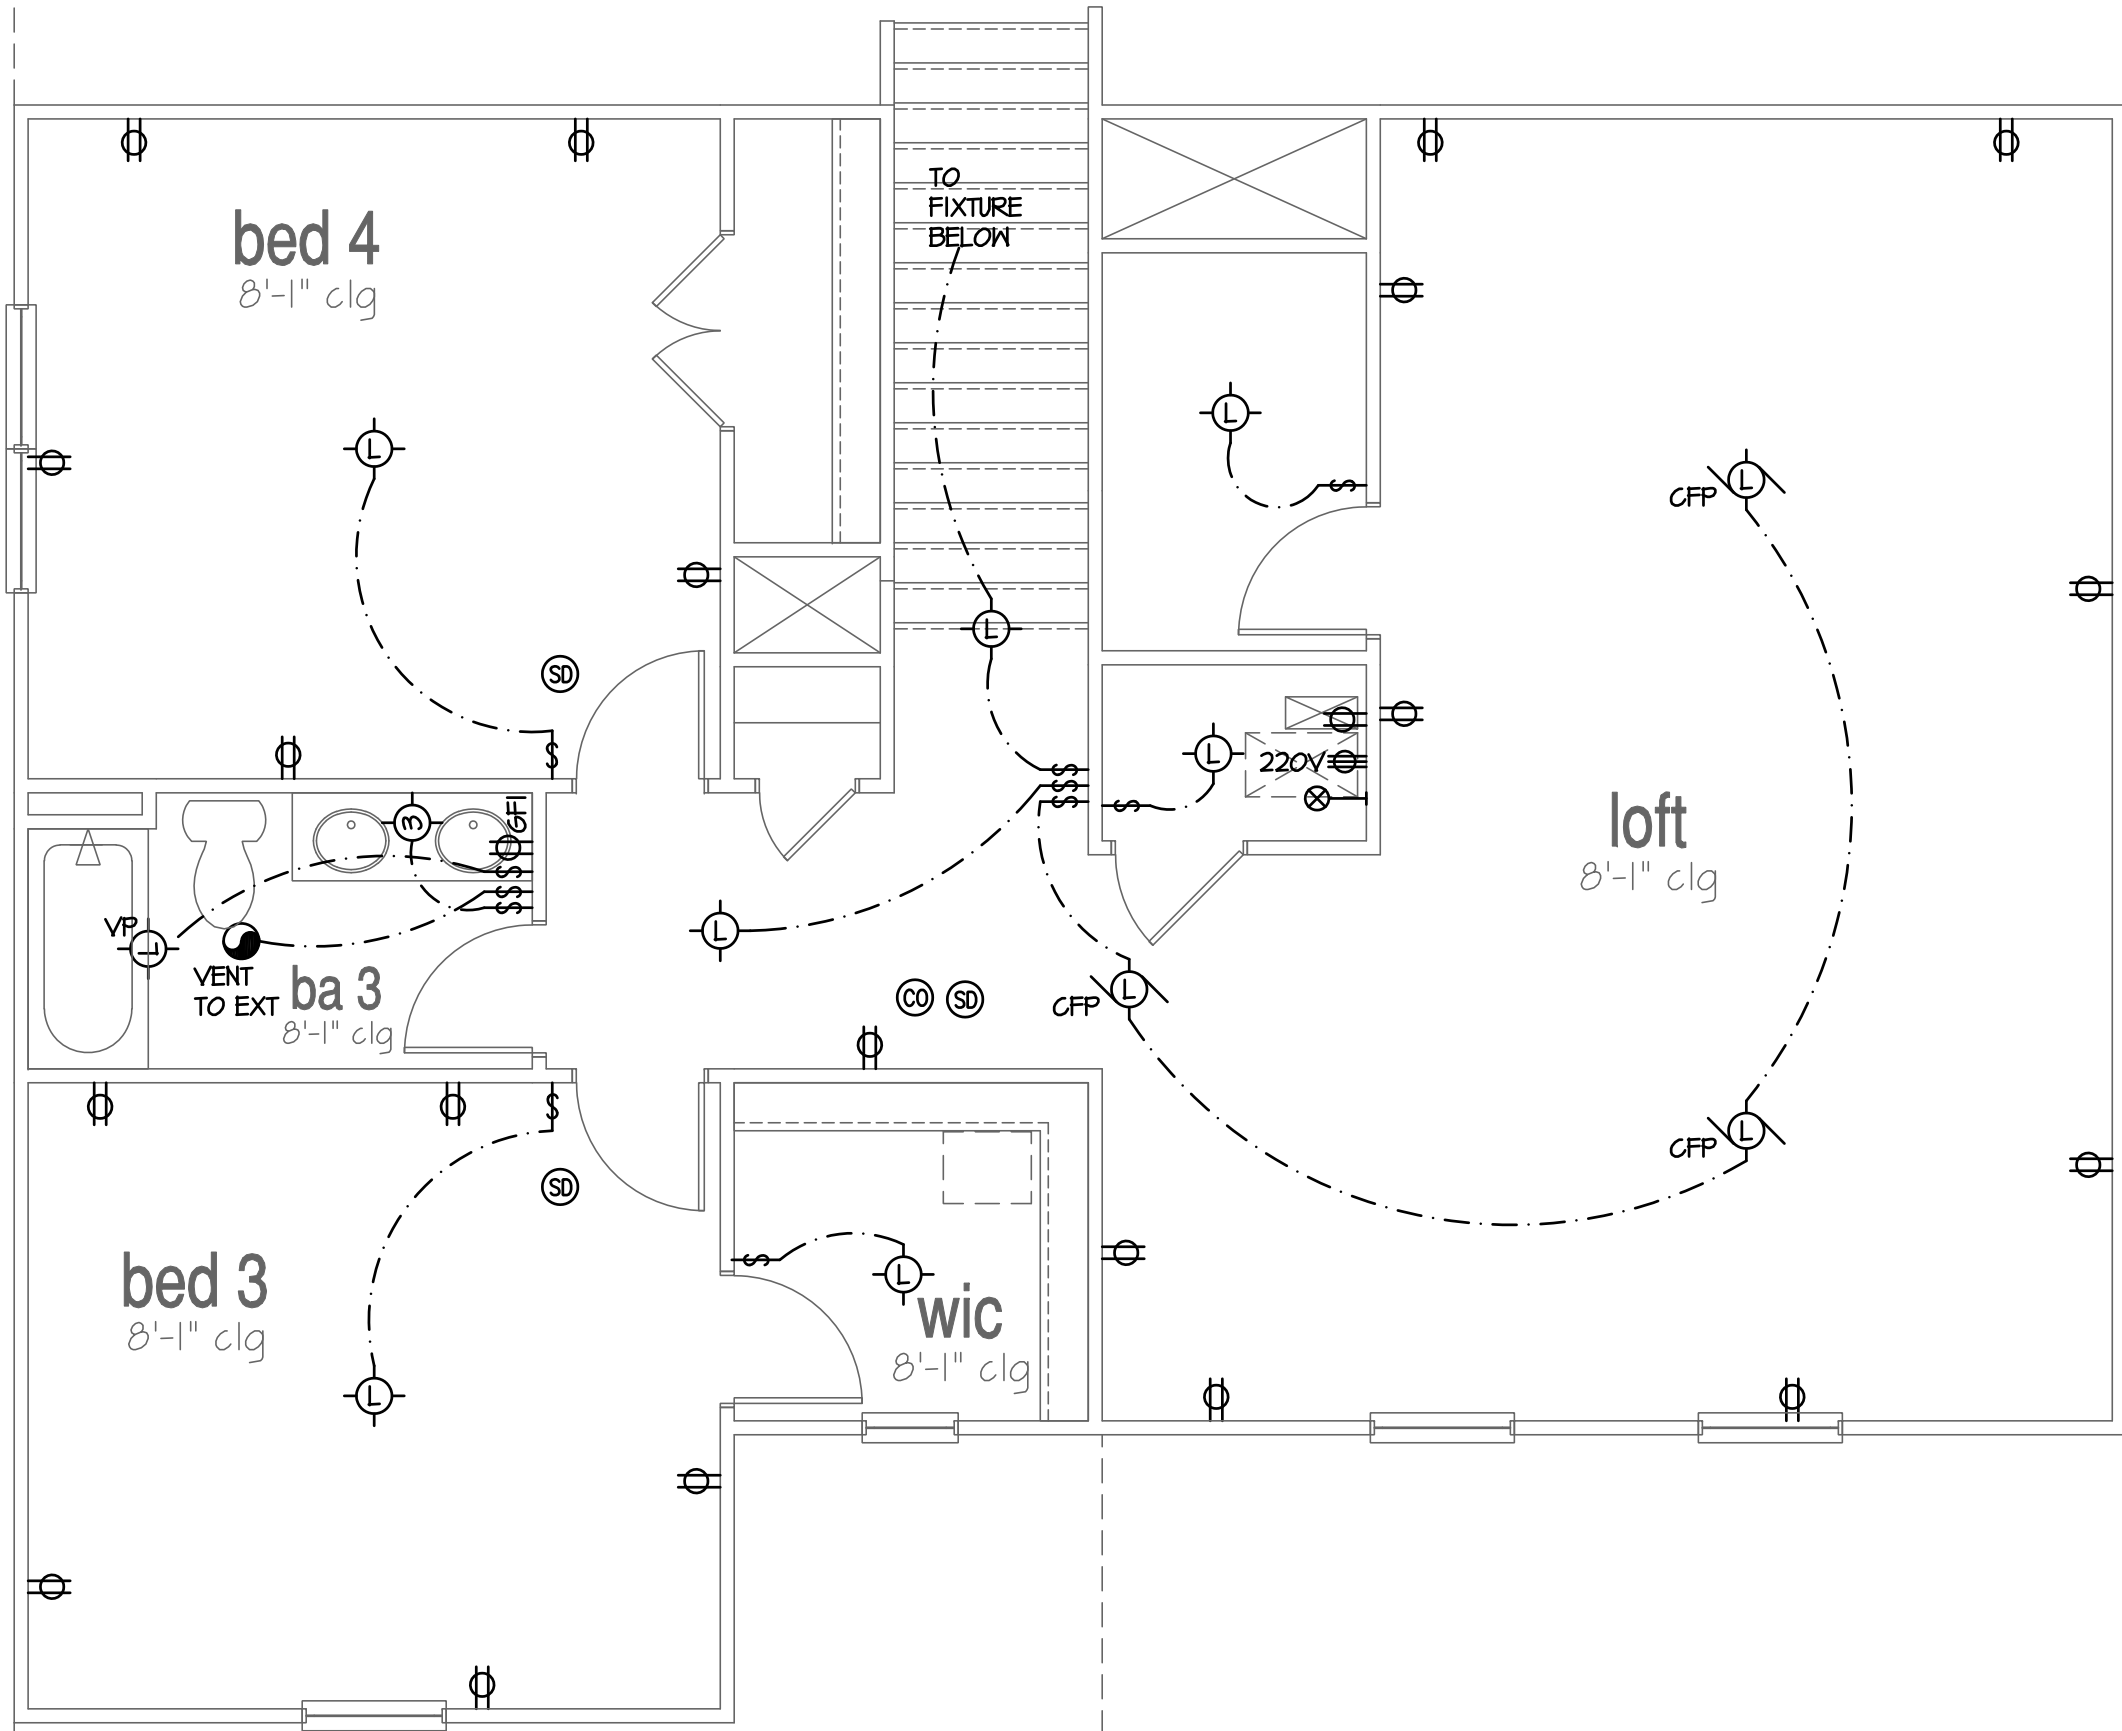 TO
FIXTURE
BELOW
bed 4
8'-1" clg
L
L
L
CFP
L
L
SD
S
S
L
220V
S
S
S
S
loft
8'-1" clg
3
GFI
S
S
S
VP
L
VENT
TO EXT
ba 3
8'-1" clg
L
CO
SD
CFP
L
S
SD
CFP
L
bed 3
8'-1" clg
S
L
wic
8'-1" clg
L